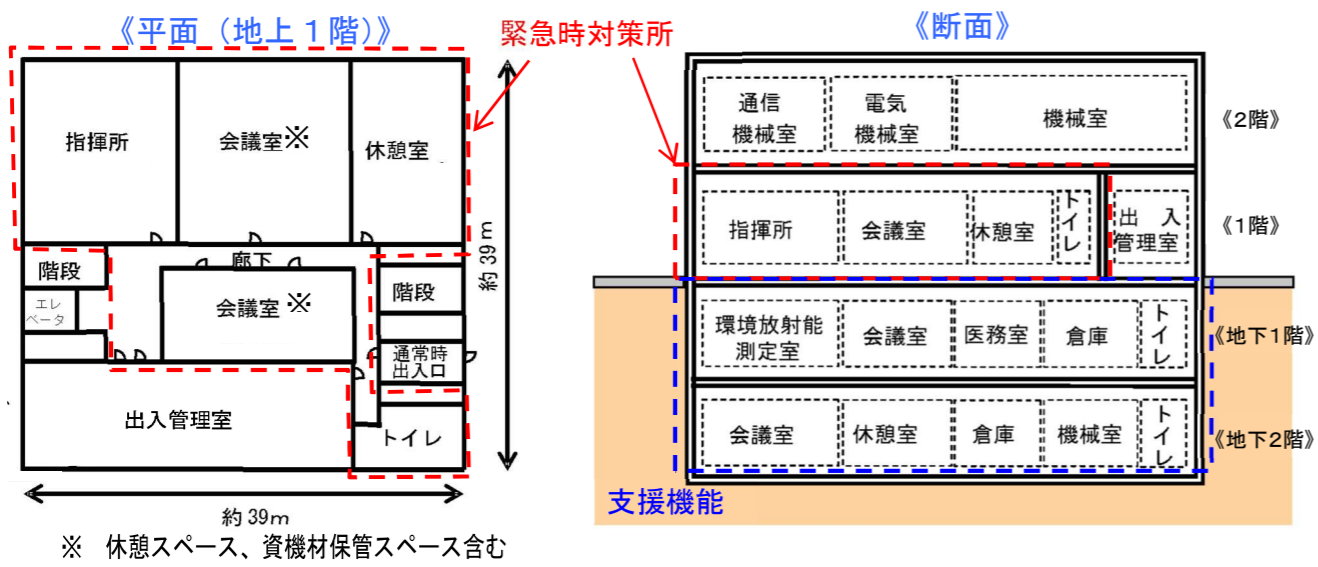 《平面（地上１階）》
緊急時対策所
《断面》
指揮所
会議室※
休憩室
階段
廊下
エレ
ベータ
会議室※
階段
通常時
出入口
出入管理室
トイレ
約39m
約39m
※　休憩スペース、資機材保管スペース含む
通信
機械室
電気
機械室
機械室
《2階》
指揮所
会議室
休憩室
トイレ
出　入
管理室
《1階》
環境放射能
測定室
会議室
医務室
倉庫
トイレ
《地下1階》
会議室
休憩室
倉庫
機械室
トイレ
《地下2階》
支援機能